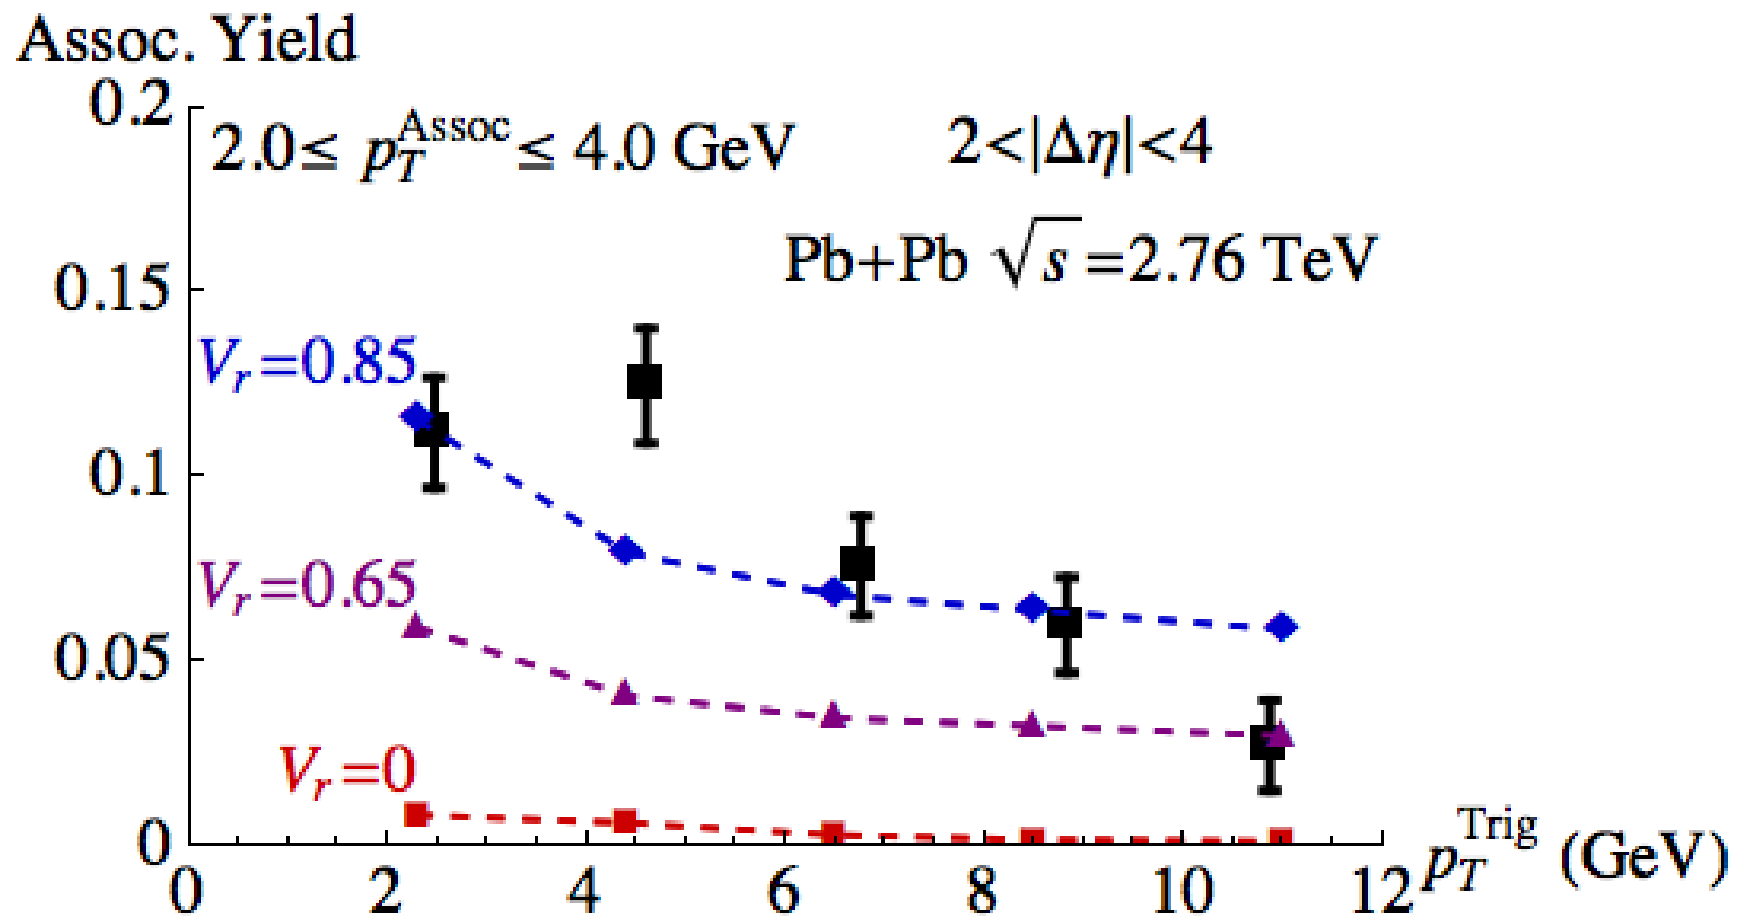 Assoc. Yield
0.2
2.0≤ p_T^Assoc ≤ 4.0 GeV 2<|Δη|<4
Pb+Pb √s=2.76 TeV
0.15
V_r=0.85
0.1
V_r=0.65
0.05
V_r=0
0
0 2 4 6 8 10 12
p_T^Trig (GeV)